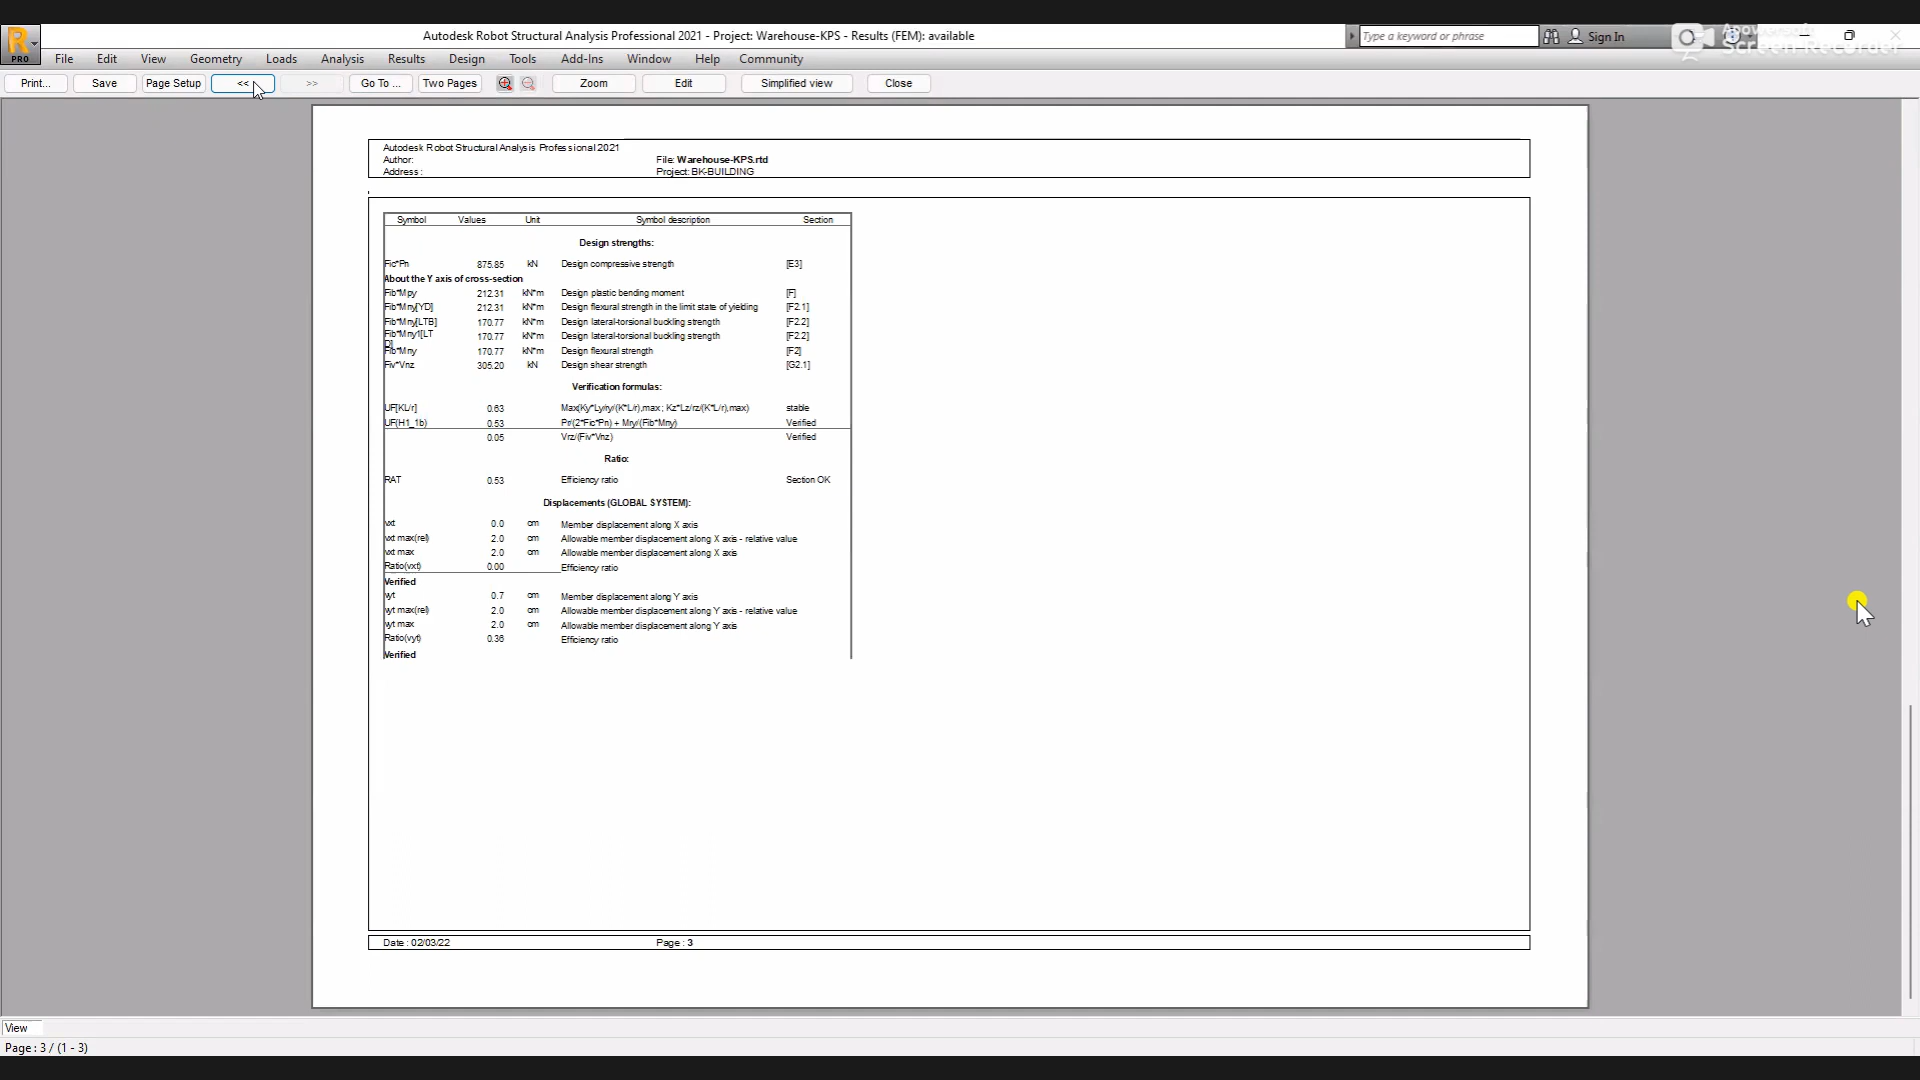 Autodesk Robot Structural Analysis Professional 2021 - Project: Warehouse-KPS - Results (FEM): available
Type a keyword or phrase
Sign In
Screen Recorder
PRO
File Edit View Geometry Loads Analysis Results Design Tools Add-Ins Window Help Community
Print... Save Page Setup << >> Go To ... Two Pages Zoom Edit Simplified view Close
Autodesk Robot Structural Analysis Professional 2021
Author: File: Warehouse-KPS.rtd
Address : Project: BK-BUILDING
Symbol Values Unit Symbol description Section
Design strengths:
Fic*Pn 875.85 kN Design compressive strength [E3]
About the Y axis of cross-section
Fib*Mpy 212.31 kN*m Design plastic bending moment [F]
Fib*Mny[YD] 212.31 kN*m Design flexural strength in the limit state of yielding [F2.1]
Fib*Mny[LTB] 170.77 kN*m Design lateral-torsional buckling strength [F2.2]
Fib*Mny1[LT 170.77 kN*m Design lateral-torsional buckling strength [F2.2]
Fib*Mny 170.77 kN*m Design flexural strength [F2]
Fiv*Vnz 305.20 kN Design shear strength [G2.1]
Verification formulas:
UF[KL/r] 0.63 Max(Ky*Ly/ry/(K*L/r),max ; Kz*Lz/rz/(K*L/r),max) stable
UF(H1_1b) 0.53 Pr/(2*Fic*Pn) + Mry/(Fib*Mny) Verified
0.05 Vrz/(Fiv*Vnz) Verified
Ratio:
RAT 0.53 Efficiency ratio Section OK
Displacements (GLOBAL SYSTEM):
vxt 0.0 cm Member displacement along X axis
vxt max(rel) 2.0 cm Allowable member displacement along X axis - relative value
vxt max 2.0 cm Allowable member displacement along X axis
Ratio(vxt) 0.00 Efficiency ratio
Verified
vyt 0.7 cm Member displacement along Y axis
vyt max(rel) 2.0 cm Allowable member displacement along Y axis - relative value
vyt max 2.0 cm Allowable member displacement along Y axis
Ratio(vyt) 0.36 Efficiency ratio
Verified
Date : 02/03/22 Page : 3
View
Page : 3 / (1 - 3)